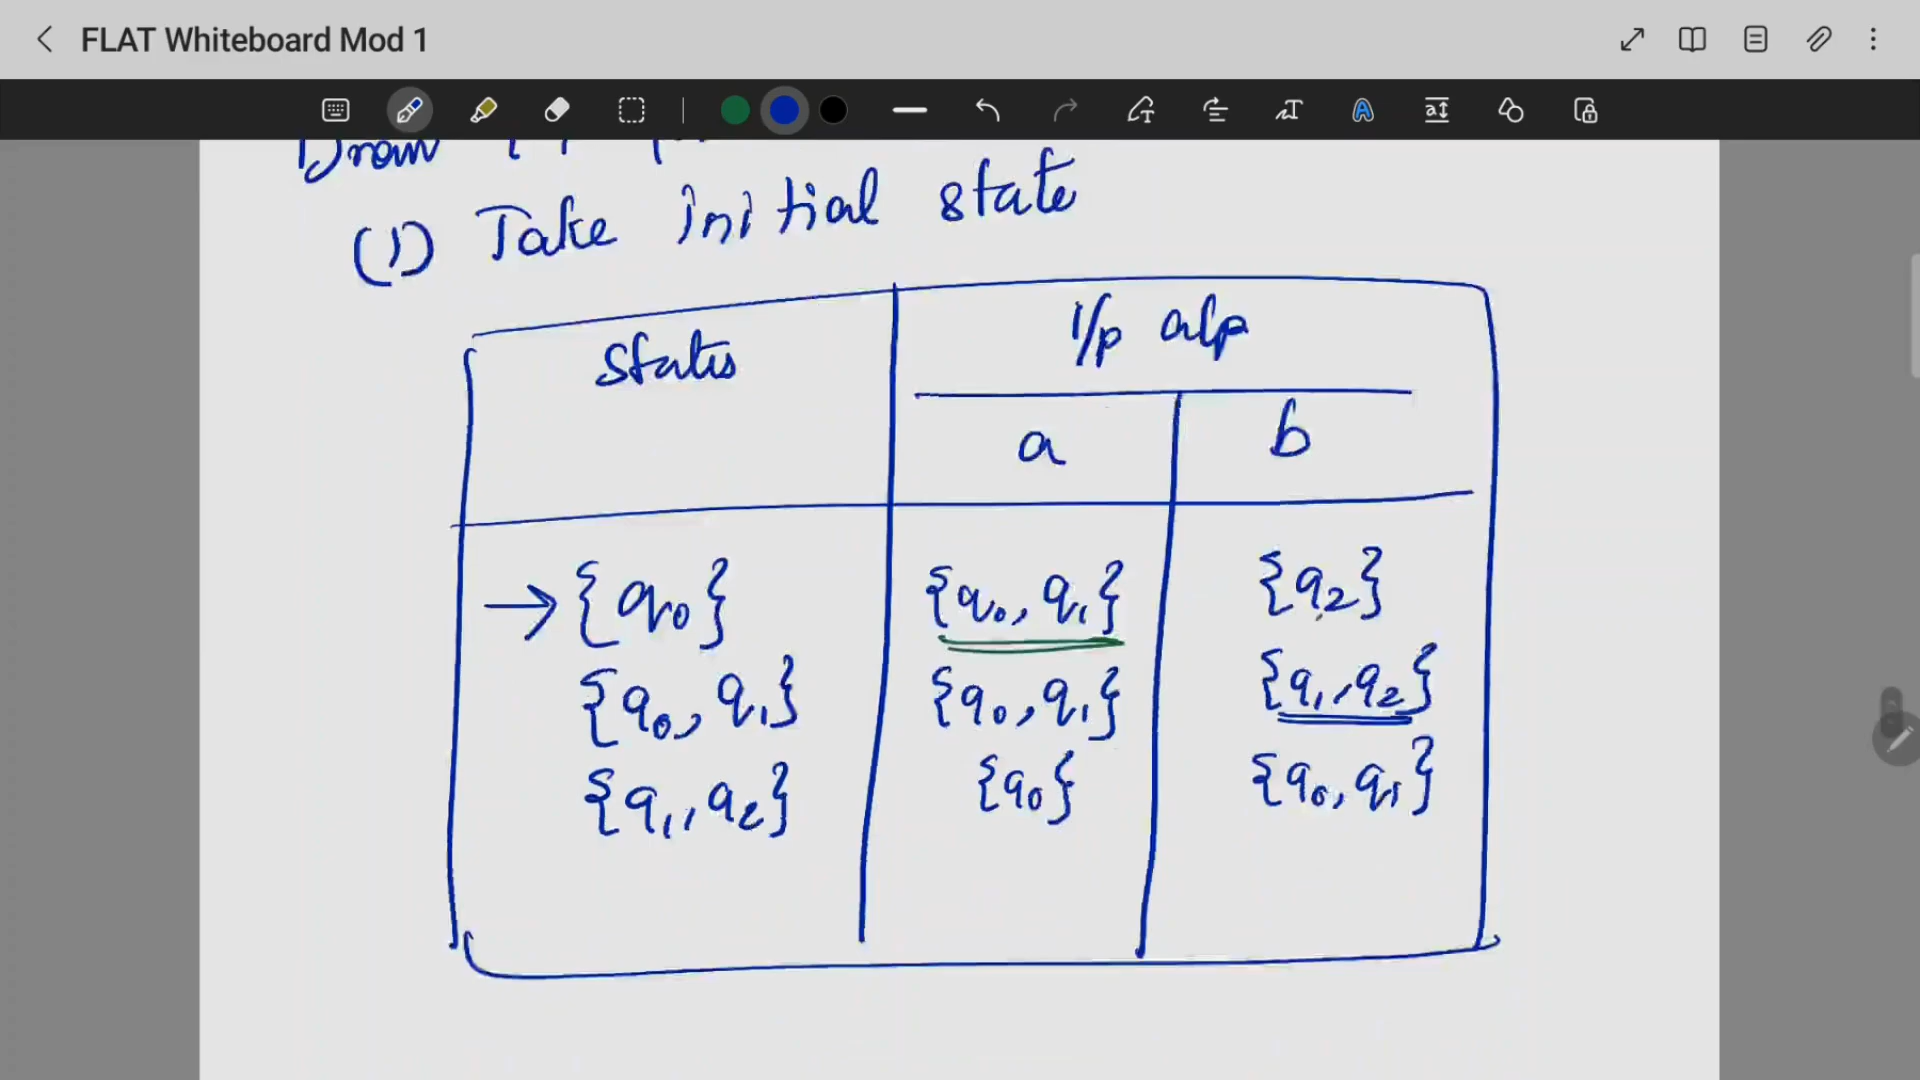 FLAT Whiteboard Mod 1
Draw
(1) Take initial state
States I/p alp
a b
→ {q0} {q0, q1} {q2}
{q0, q1} {q0, q1} {q1, q2}
{q1, q2} {q0} {q0, q1}